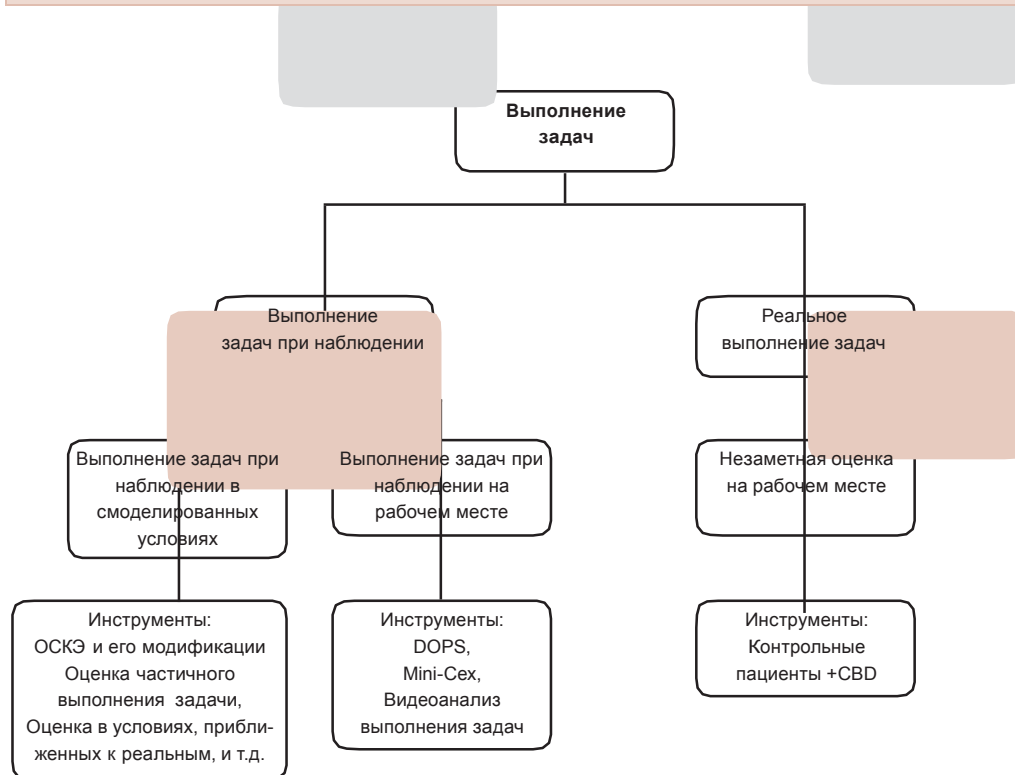 Выполнение
задач
Выполнение
задач при наблюдении
Реальное
выполнение задач
Выполнение задач при
наблюдении в
смоделированных
условиях
Выполнение задач при
наблюдении на
рабочем месте
Незаметная оценка
на рабочем месте
Инструменты:
ОСКЭ и его модификации
Оценка частичного
выполнения задачи,
Оценка в условиях, прибли-
женных к реальным, и т.д.
Инструменты:
DOPS,
Mini-Cex,
Видеоанализ
выполнения задач
Инструменты:
Контрольные
пациенты +CBD